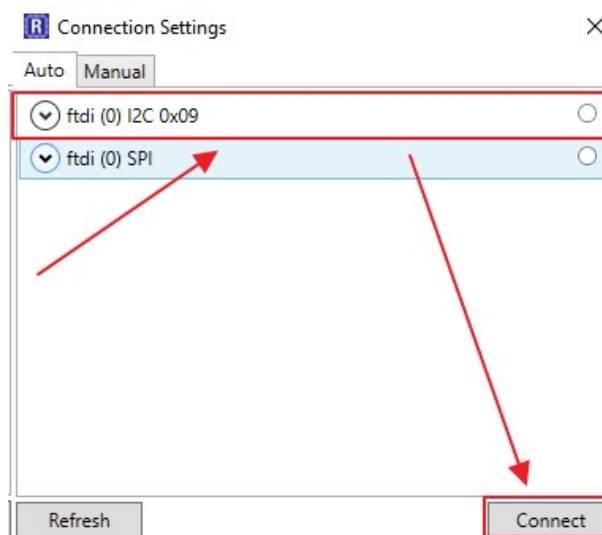 Connection Settings
Auto Manual
ftdi (0) I2C 0x09
ftdi (0) SPI
Refresh Connect